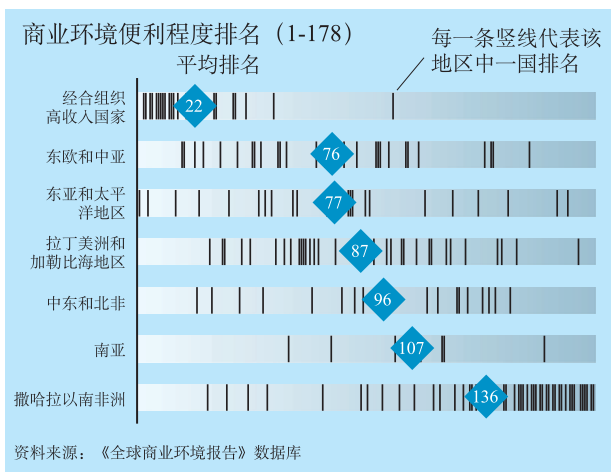 商业环境便利程度排名（1-178）
平均排名
每一条竖线代表该
地区中一国排名
经合组织
高收入国家
22
东欧和中亚
76
东亚和太平
洋地区
77
拉丁美洲和
加勒比海地区
87
中东和北非
96
南亚
107
撒哈拉以南非洲
136
资料来源：《全球商业环境报告》数据库